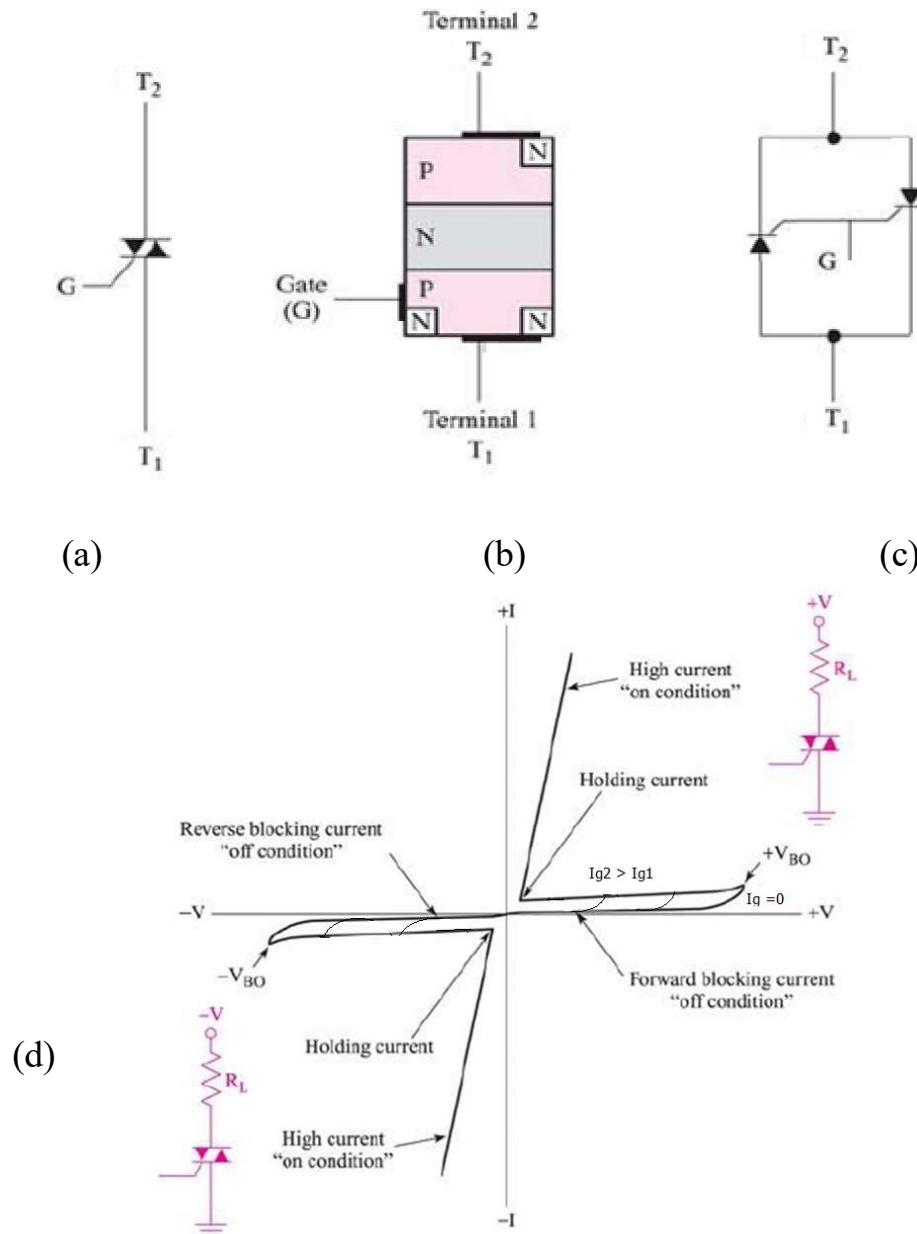 Terminal 2
T2
T2
T2
N
P
N
P
N
N
G
Gate
(G)
G
Terminal 1
T1
T1
T1
(a)
(b)
(c)
+I
+V
RL
High current
“on condition”
Holding current
Reverse blocking current
“off condition”
Ig2 > Ig1
+VBO
Ig =0
−V
+V
−VBO
Forward blocking current
“off condition”
−V
(d)
Holding current
RL
High current
“on condition”
−I